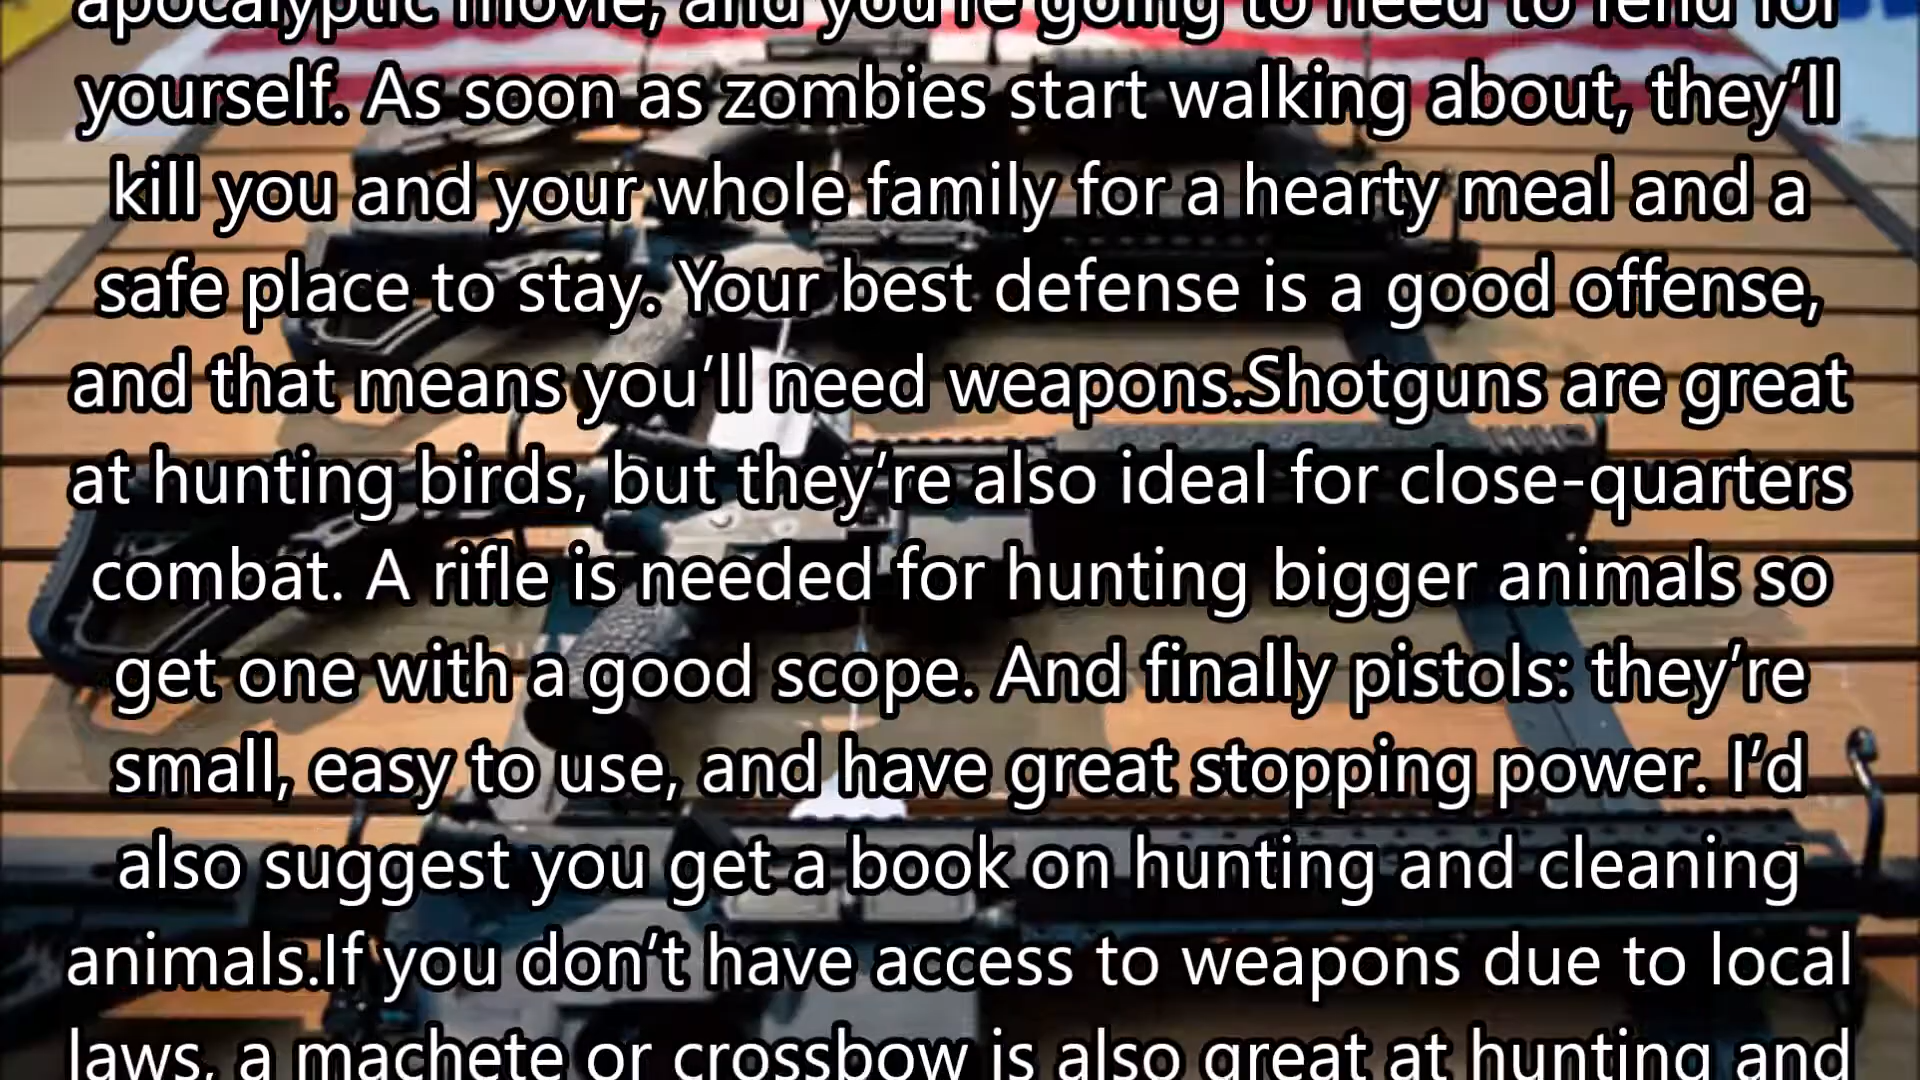 apocalyptic movie, and you're going to need to fend for
yourself. As soon as zombies start walking about, they’ll
kill you and your whole family for a hearty meal and a
safe place to stay. Your best defense is a good offense,
and that means you’ll need weapons.Shotguns are great
at hunting birds, but they’re also ideal for close-quarters
combat. A rifle is needed for hunting bigger animals so
get one with a good scope. And finally pistols: they’re
small, easy to use, and have great stopping power. I’d
also suggest you get a book on hunting and cleaning
animals.If you don’t have access to weapons due to local
laws, a machete or crossbow is also great at hunting and